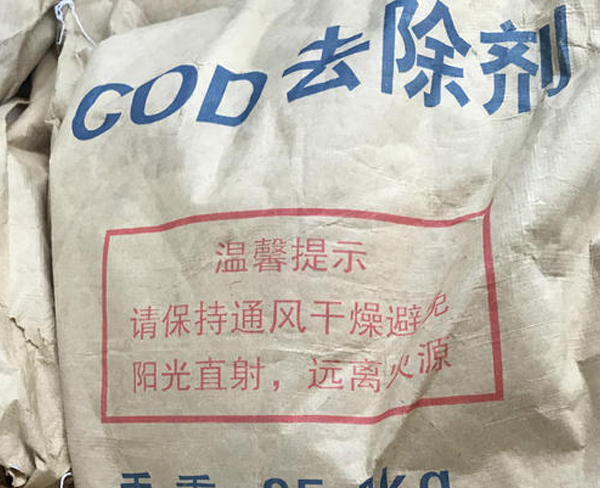 COD去除剂
温馨提示
请保持通风干燥避免
阳光直射，远离火源
kg